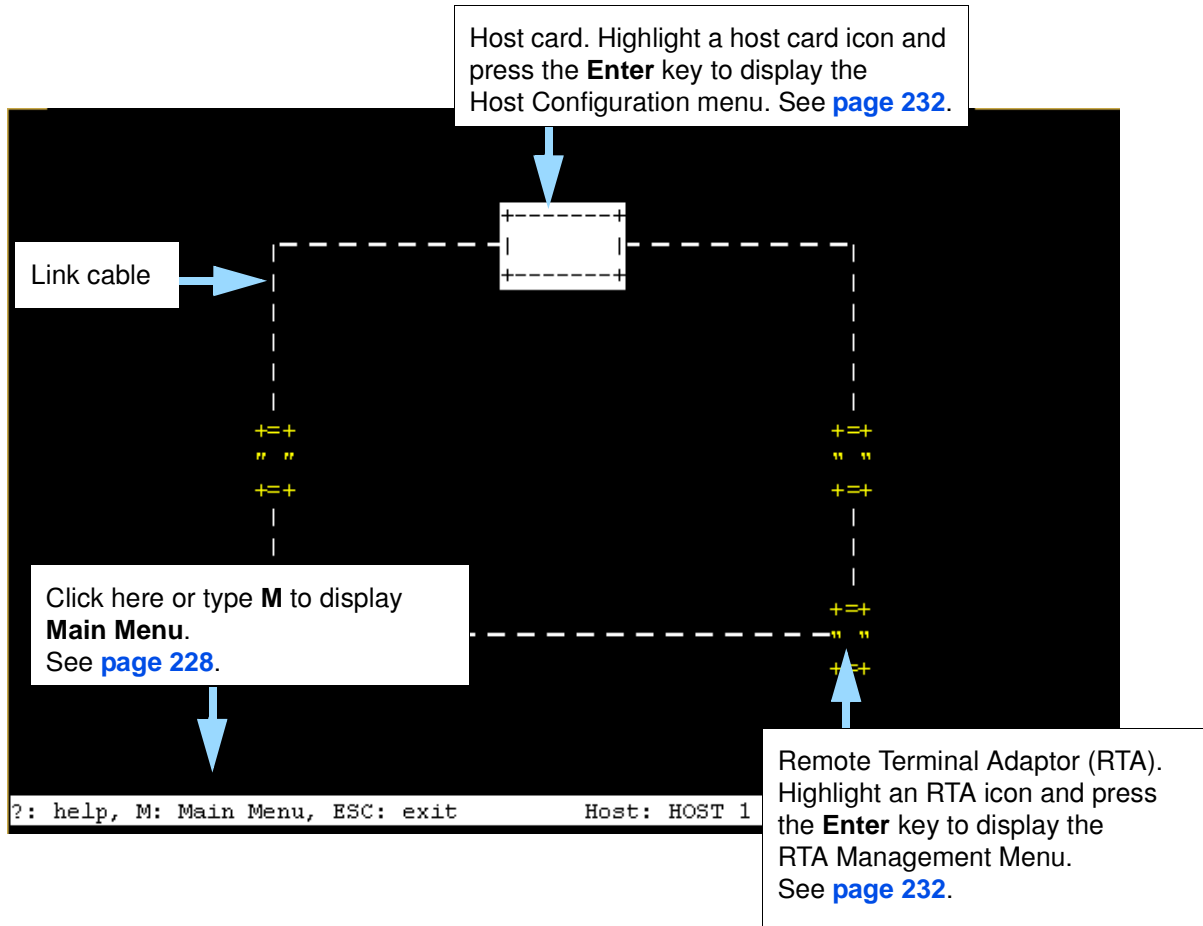 Host card. Highlight a host card icon and
press the Enter key to display the
Host Configuration menu. See page 232.
+-------+
| |
+-------+
Link cable
+=+
" "
+=+
+=+
" "
+=+
Click here or type M to display
Main Menu.
See page 228.
+=+
" "
+=+
Remote Terminal Adaptor (RTA).
Highlight an RTA icon and press
the Enter key to display the
RTA Management Menu.
See page 232.
?: help, M: Main Menu, ESC: exit Host: HOST 1